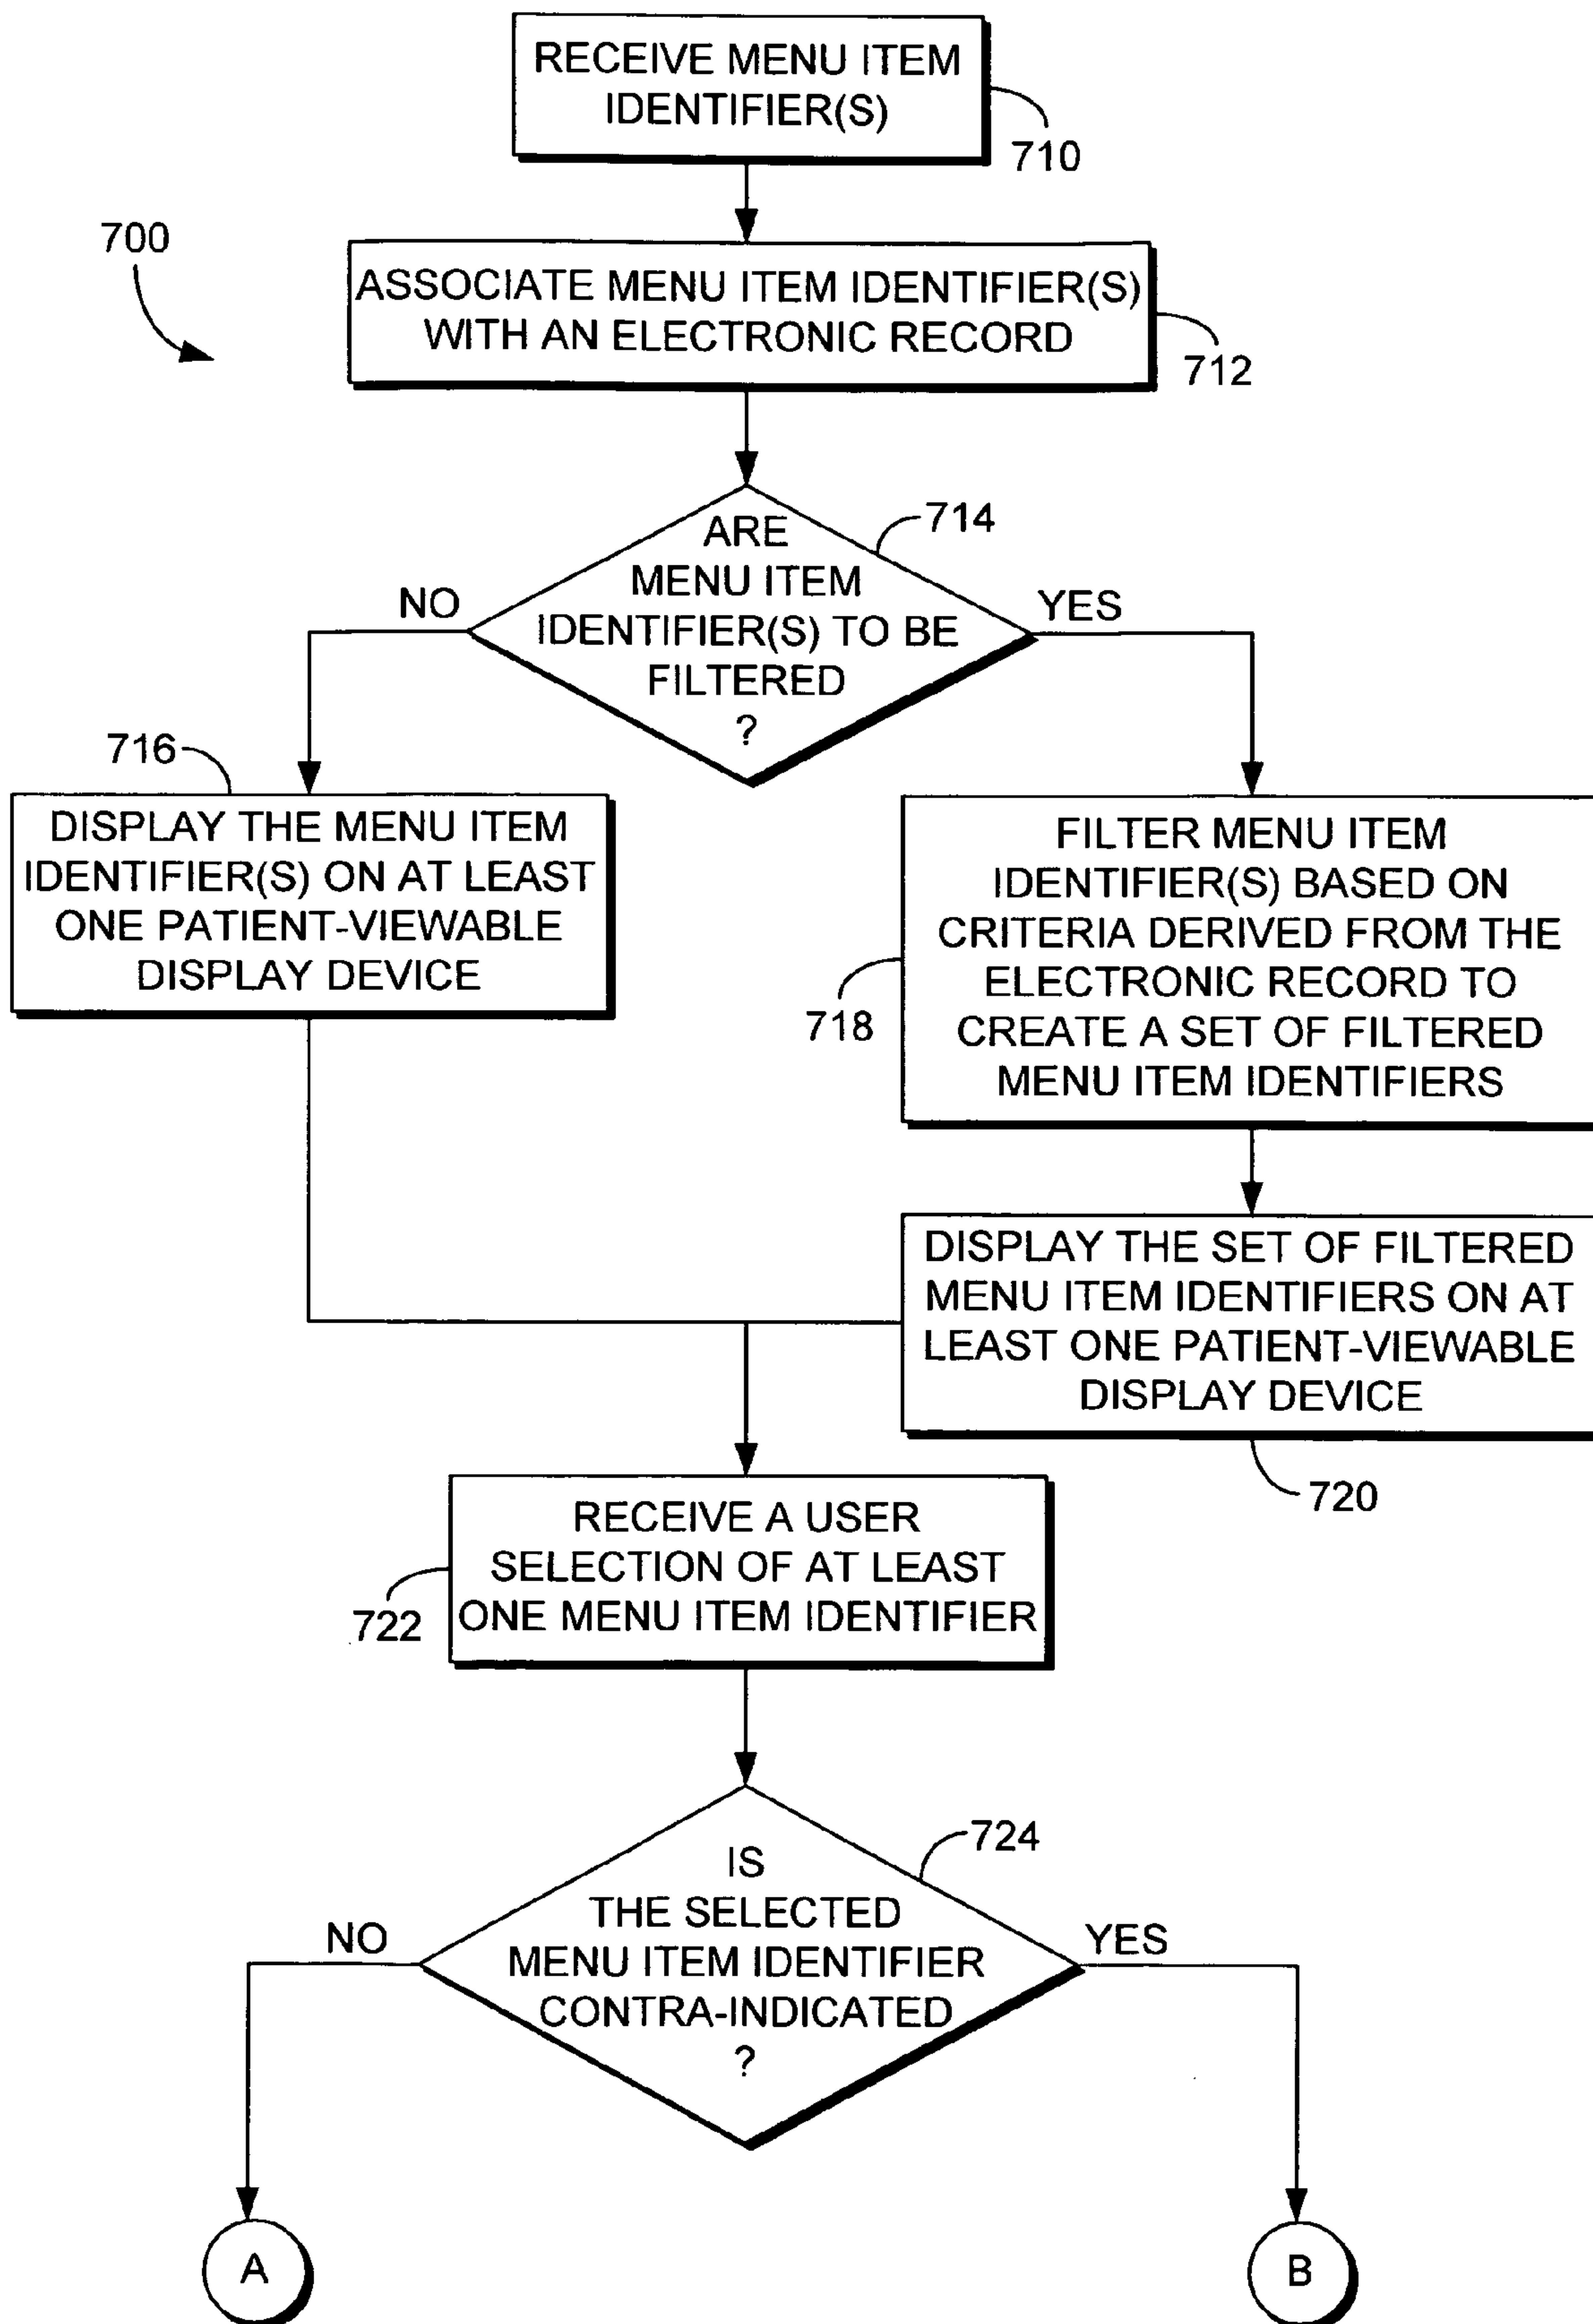 RECEIVE MENU ITEM
IDENTIFIER(S)
710
700
ASSOCIATE MENU ITEM IDENTIFIER(S)
WITH AN ELECTRONIC RECORD
712
714
ARE
MENU ITEM
IDENTIFIER(S) TO BE
FILTERED
?
NO
YES
716
DISPLAY THE MENU ITEM
IDENTIFIER(S) ON AT LEAST
ONE PATIENT-VIEWABLE
DISPLAY DEVICE
FILTER MENU ITEM
IDENTIFIER(S) BASED ON
CRITERIA DERIVED FROM THE
ELECTRONIC RECORD TO
CREATE A SET OF FILTERED
MENU ITEM IDENTIFIERS
718
DISPLAY THE SET OF FILTERED
MENU ITEM IDENTIFIERS ON AT
LEAST ONE PATIENT-VIEWABLE
DISPLAY DEVICE
720
RECEIVE A USER
SELECTION OF AT LEAST
ONE MENU ITEM IDENTIFIER
722
724
IS
THE SELECTED
MENU ITEM IDENTIFIER
CONTRA-INDICATED
?
NO
YES
A
B